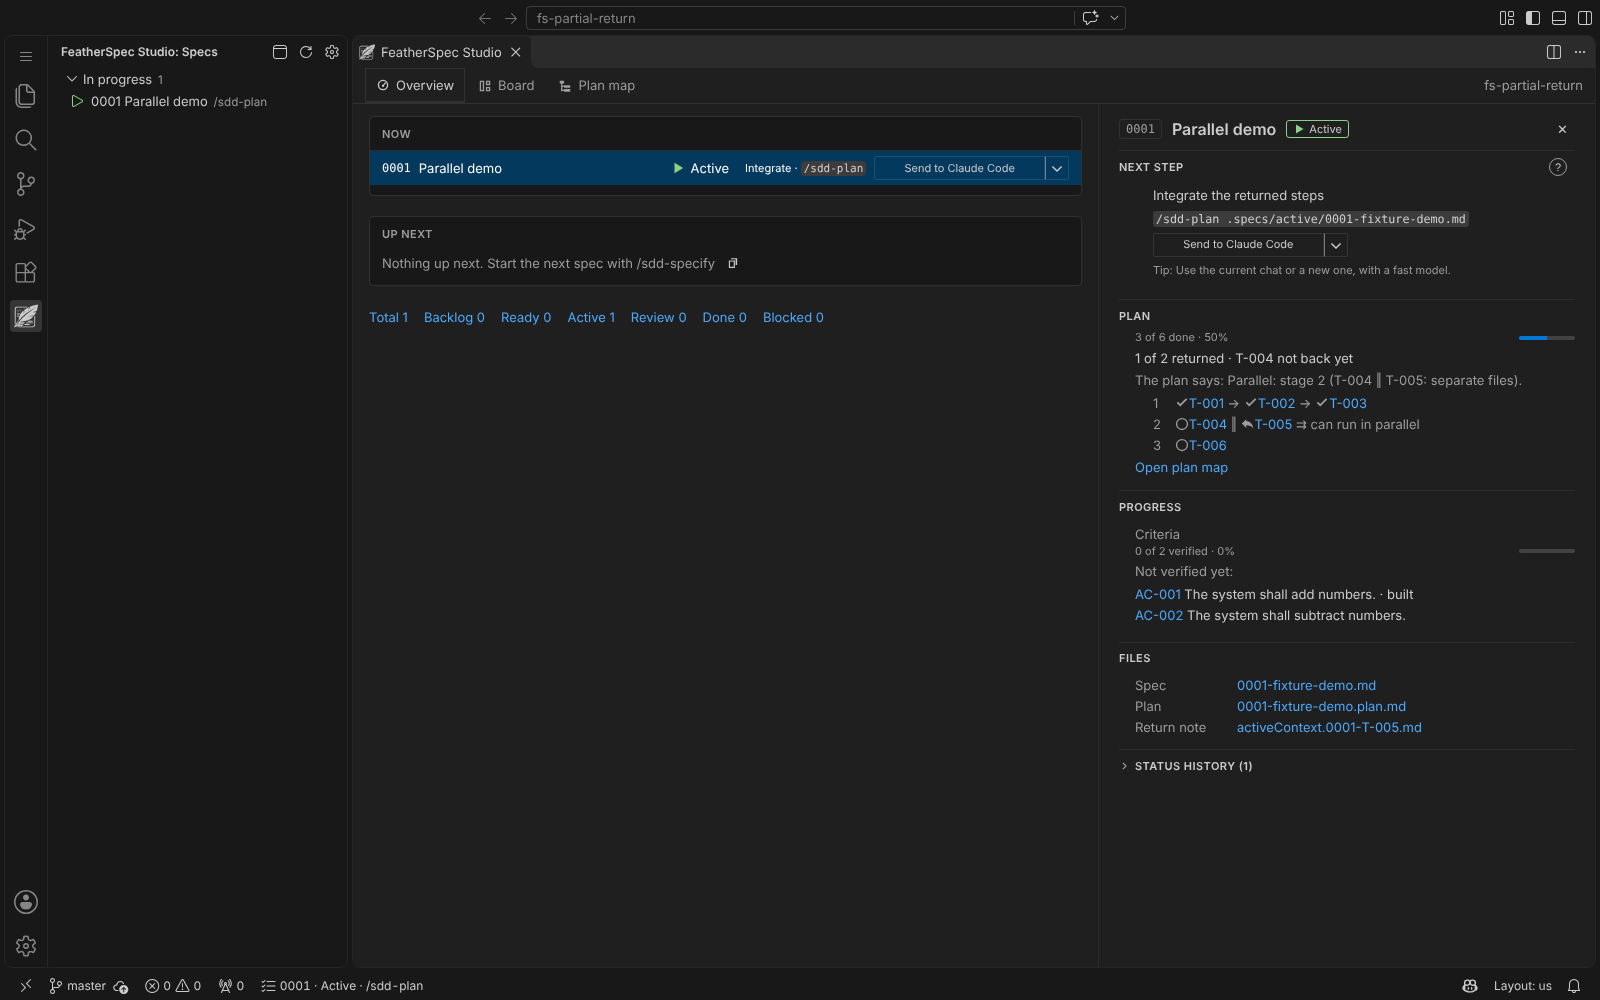 fs-partial-return
FeatherSpec Studio: Specs
In progress 1
0001 Parallel demo /sdd-plan
FeatherSpec Studio
Overview
Board
Plan map
fs-partial-return
NOW
0001 Parallel demo
Active
Integrate · /sdd-plan
Send to Claude Code
UP NEXT
Nothing up next. Start the next spec with /sdd-specify
Total 1
Backlog 0
Ready 0
Active 1
Review 0
Done 0
Blocked 0
0001 Parallel demo
Active
NEXT STEP
?
Integrate the returned steps
/sdd-plan .specs/active/0001-fixture-demo.md
Send to Claude Code
Tip: Use the current chat or a new one, with a fast model.
PLAN
3 of 6 done · 50%
1 of 2 returned · T-004 not back yet
The plan says: Parallel: stage 2 (T-004 ‖ T-005: separate files).
1 ✓T-001 → ✓T-002 → ✓T-003
2 T-004 ‖ T-005 ⇉ can run in parallel
3 T-006
Open plan map
PROGRESS
Criteria
0 of 2 verified · 0%
Not verified yet:
AC-001 The system shall add numbers. · built
AC-002 The system shall subtract numbers.
FILES
Spec 0001-fixture-demo.md
Plan 0001-fixture-demo.plan.md
Return note activeContext.0001-T-005.md
STATUS HISTORY (1)
master
0
0
0
0001 · Active · /sdd-plan
Layout: us